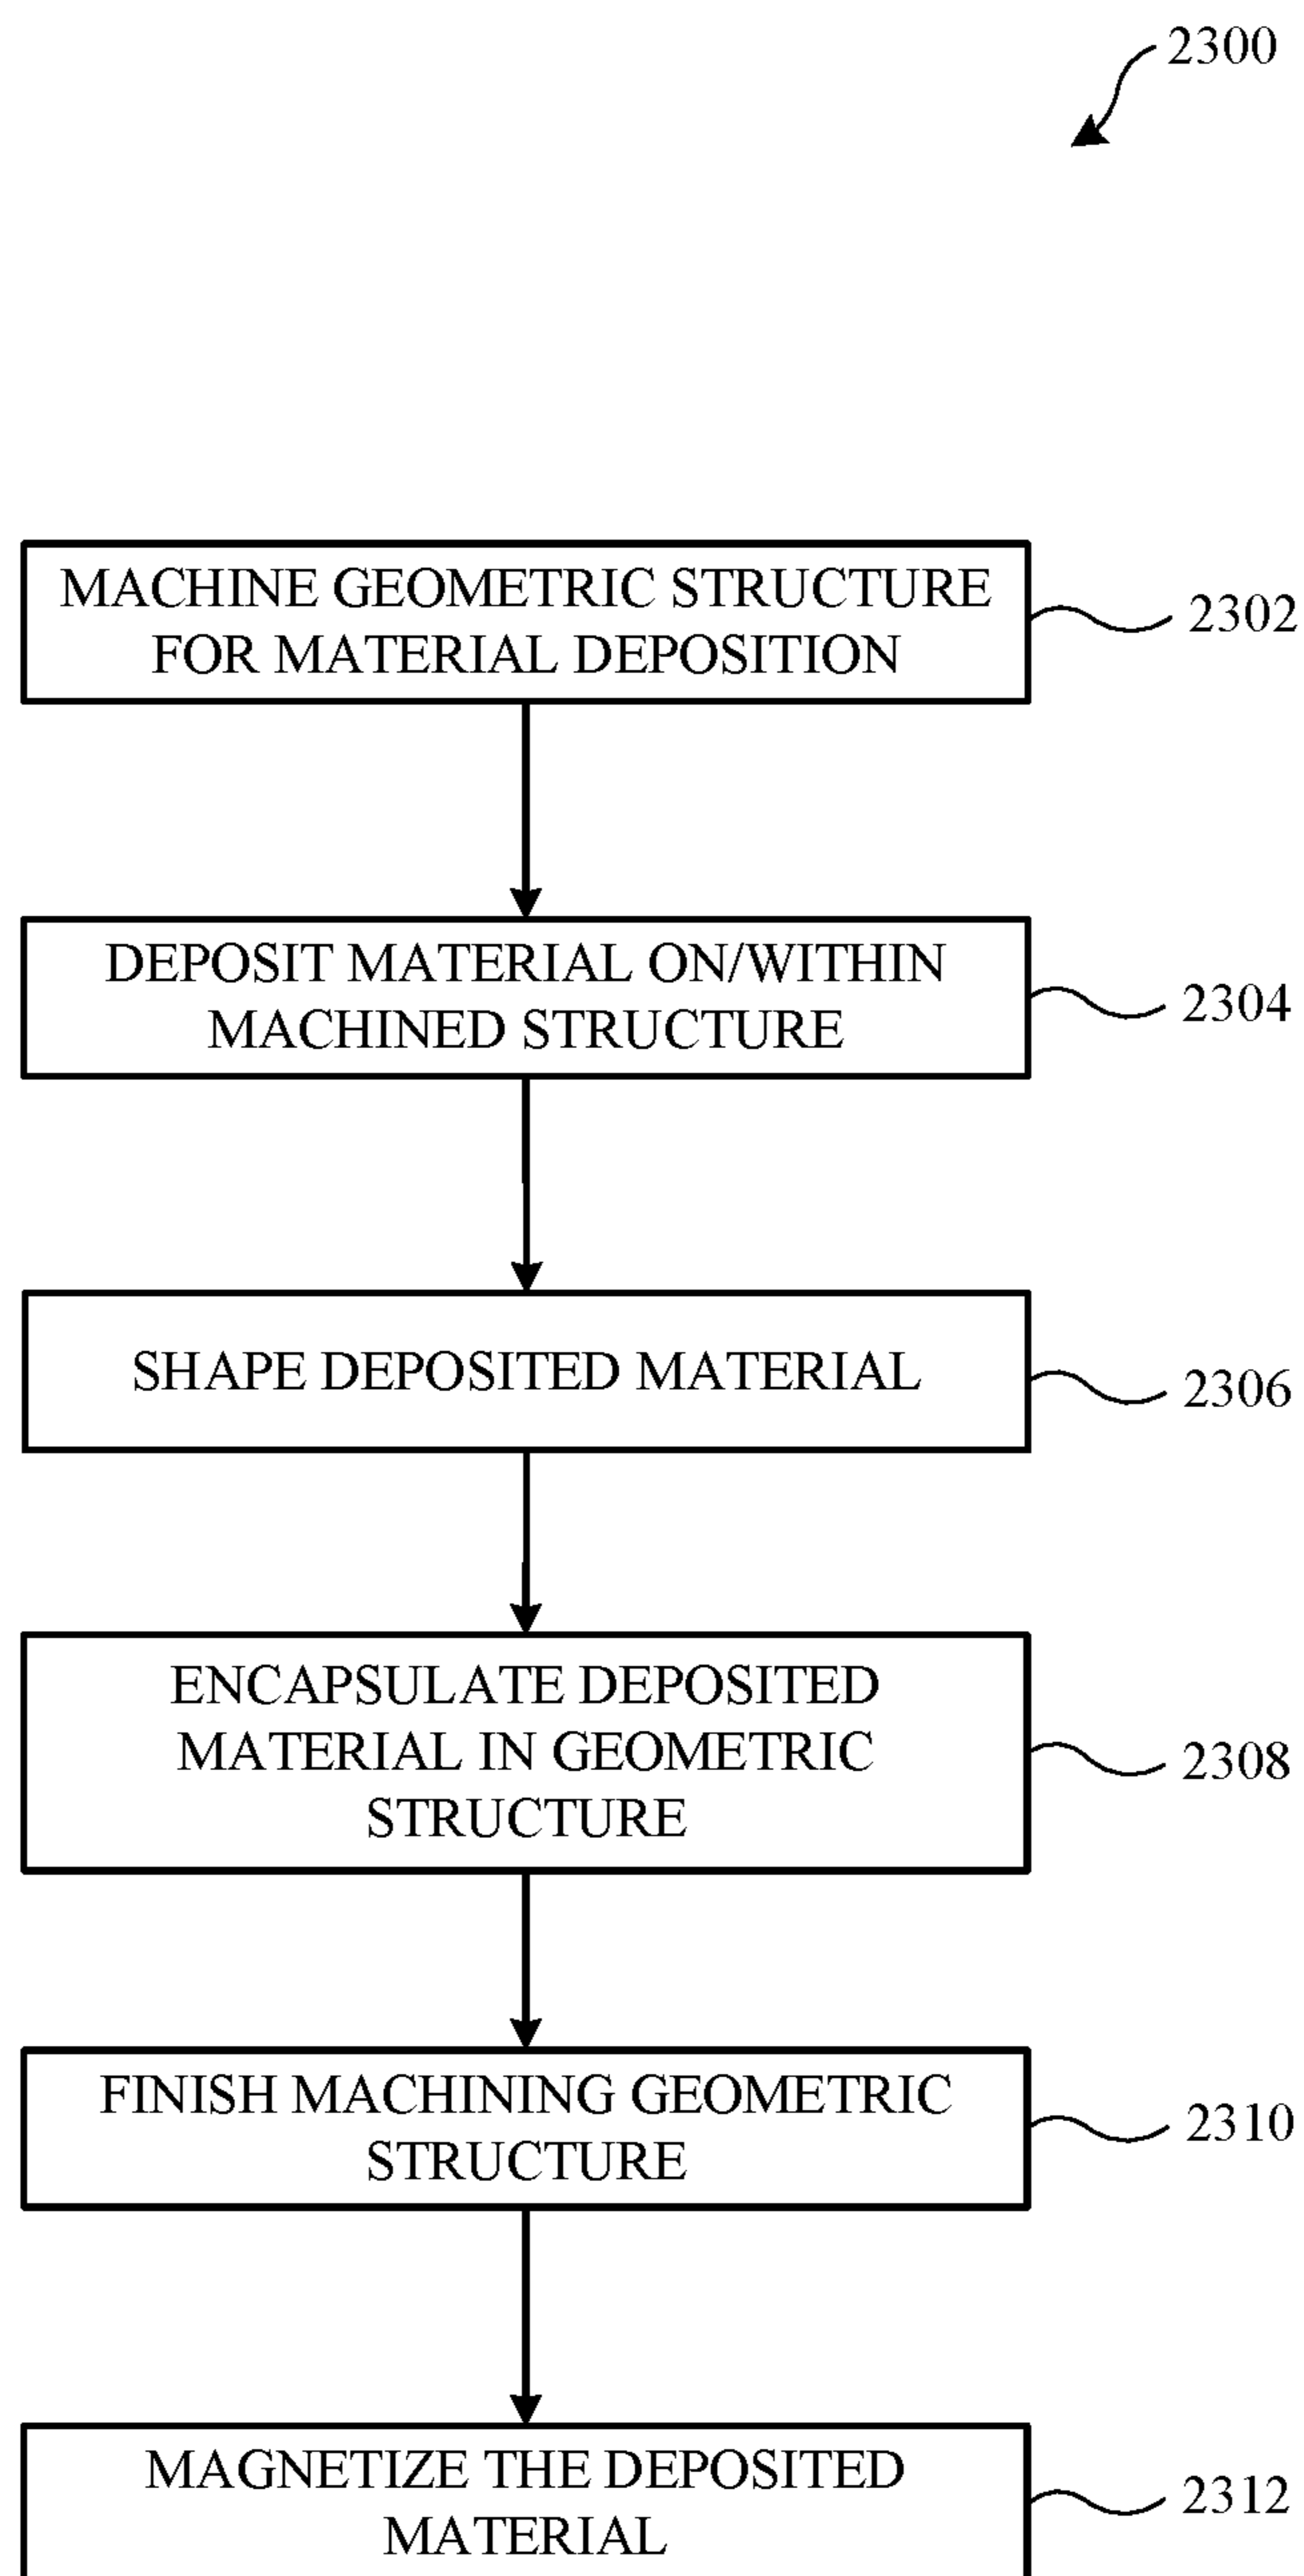 2300
MACHINE GEOMETRIC STRUCTURE
FOR MATERIAL DEPOSITION
2302
DEPOSIT MATERIAL ON/WITHIN
MACHINED STRUCTURE
2304
SHAPE DEPOSITED MATERIAL
2306
ENCAPSULATE DEPOSITED
MATERIAL IN GEOMETRIC
STRUCTURE
2308
FINISH MACHINING GEOMETRIC
STRUCTURE
2310
MAGNETIZE THE DEPOSITED
MATERIAL
2312